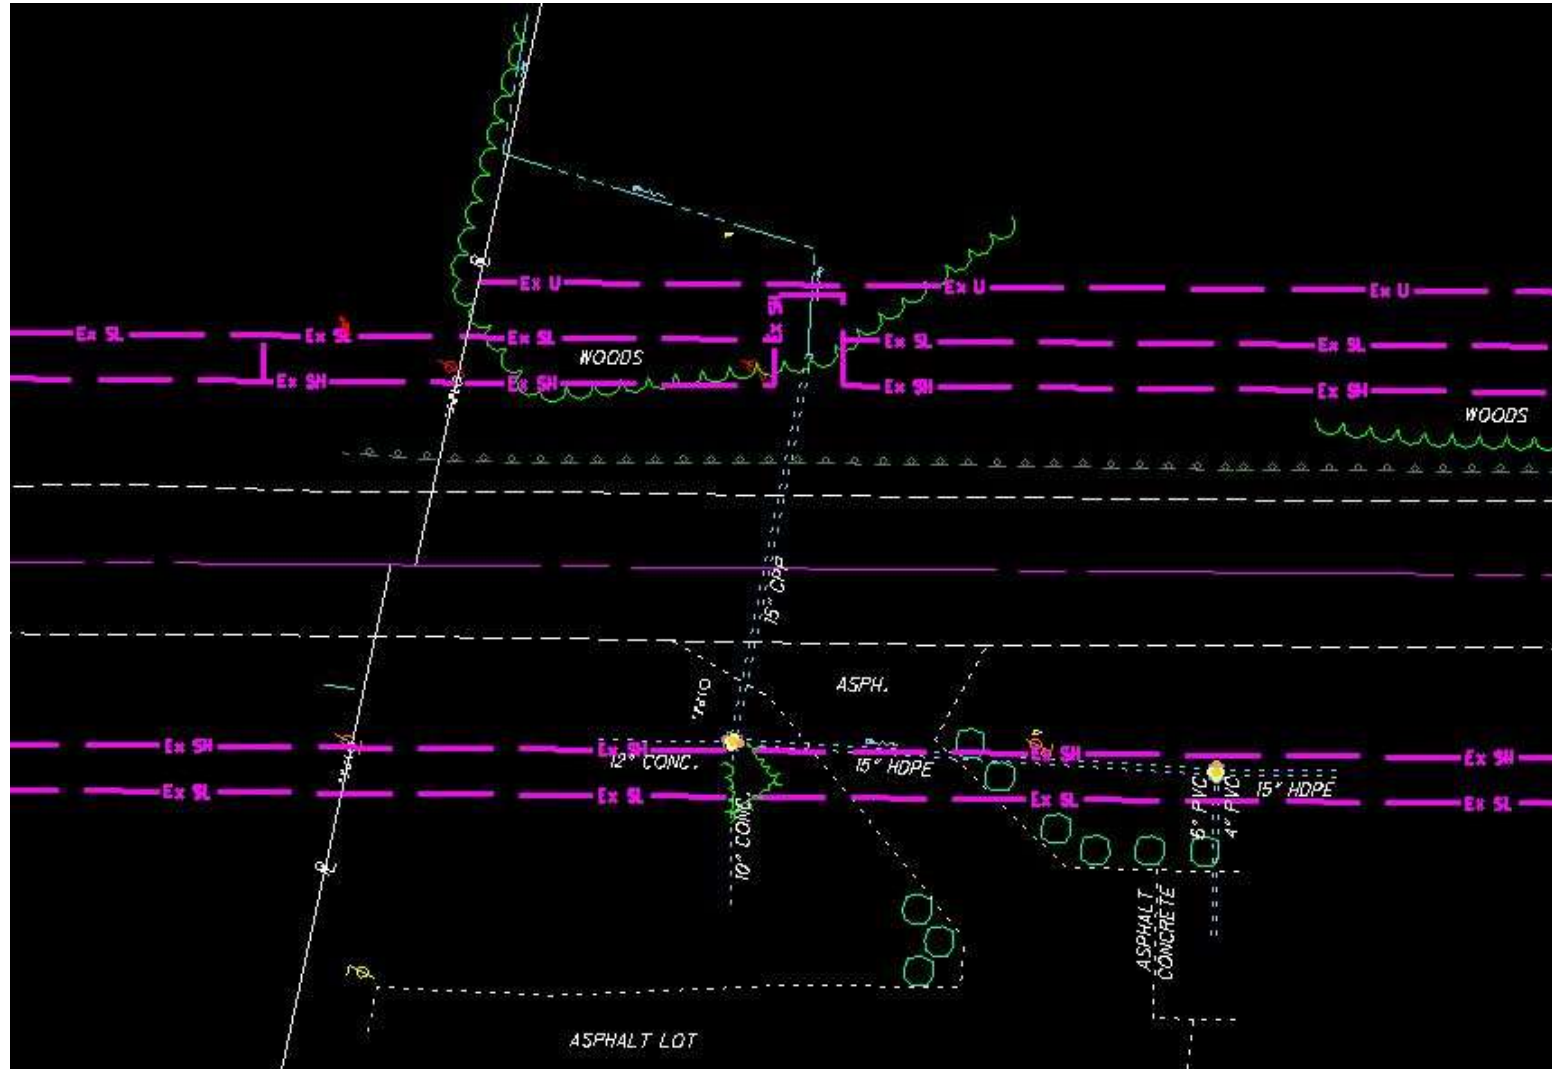 Ex U
Ex U
Ex U
Ex SL
Ex SL
Ex SL
Ex SH
Ex SL
Ex SL
WOODS
Ex SH
Ex SH
Ex SH
Ex SH
WOODS
15" CPP
ASPH.
Ex SH
Ex SH
Ex SH
Ex SH
12" CONC.
15" HDPE
15" HDPE
6" PVC
4" PVC
Ex SL
Ex SL
Ex SL
Ex SL
10" CONC.
ASPHALT
CONCRETE
ASPHALT LOT